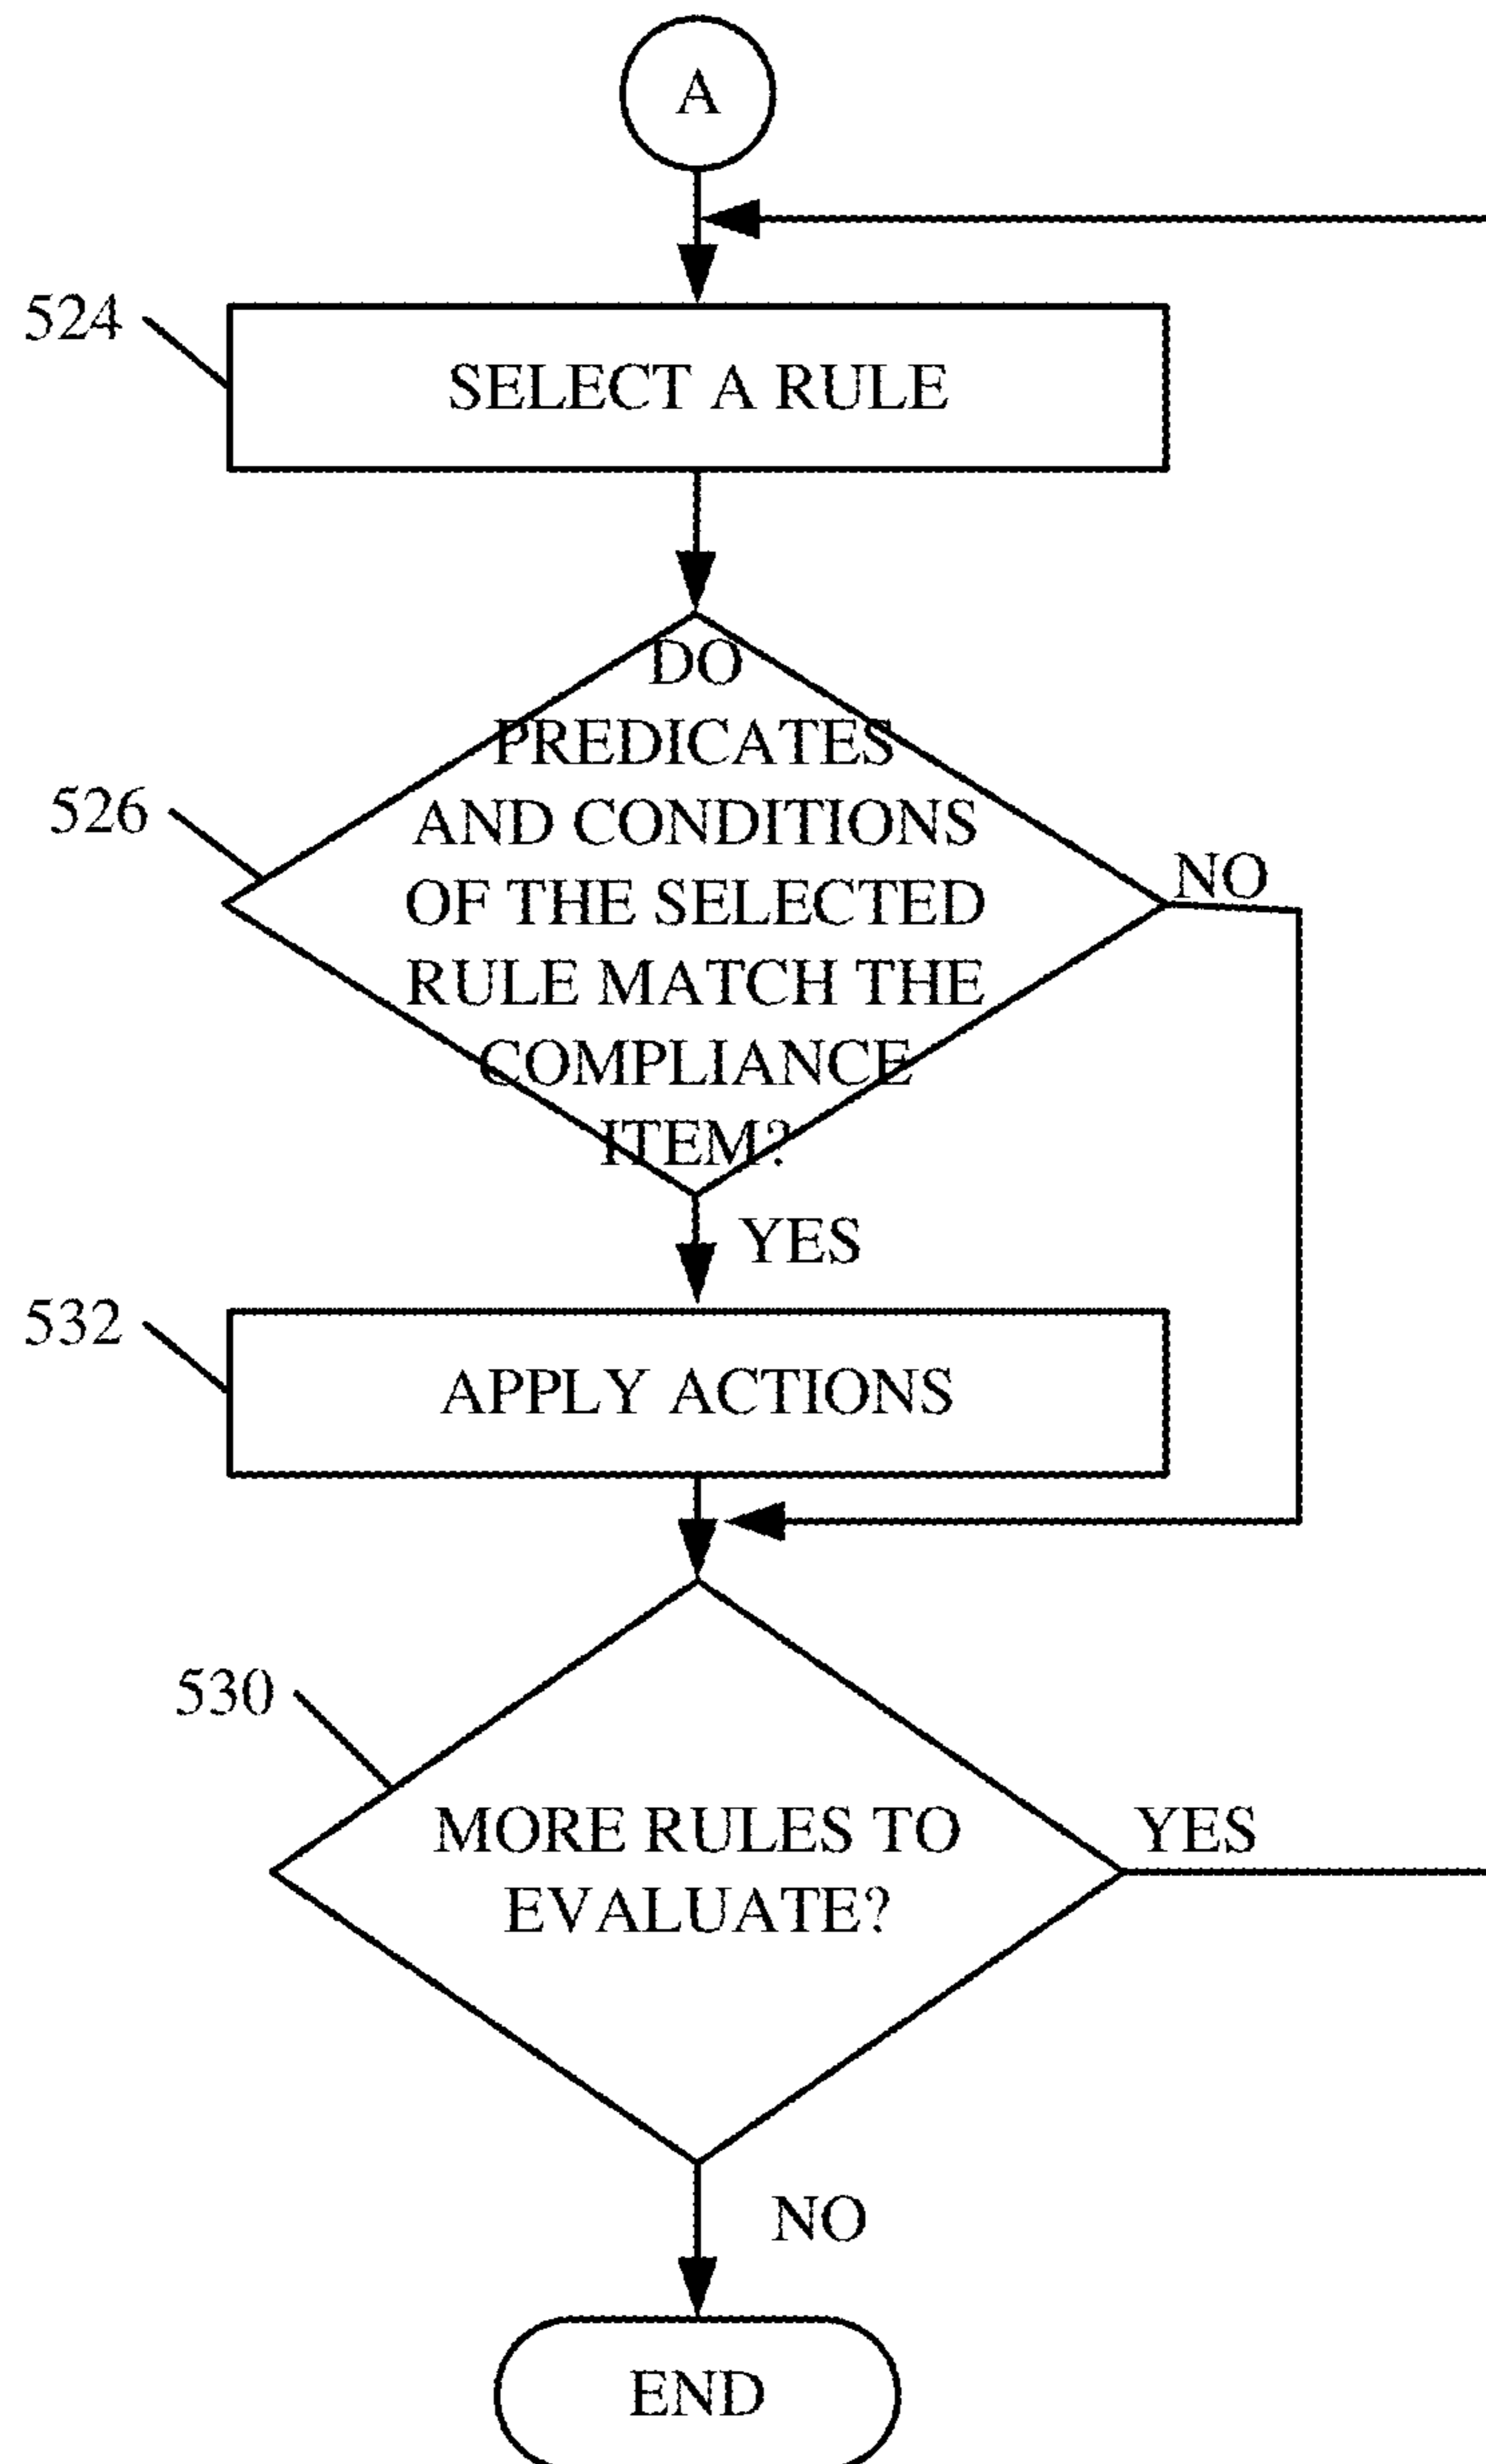 A
524
SELECT A RULE
DO
PREDICATES
AND CONDITIONS
OF THE SELECTED
RULE MATCH THE
COMPLIANCE
ITEM?
526
NO
YES
532
APPLY ACTIONS
530
MORE RULES TO
EVALUATE?
YES
NO
END